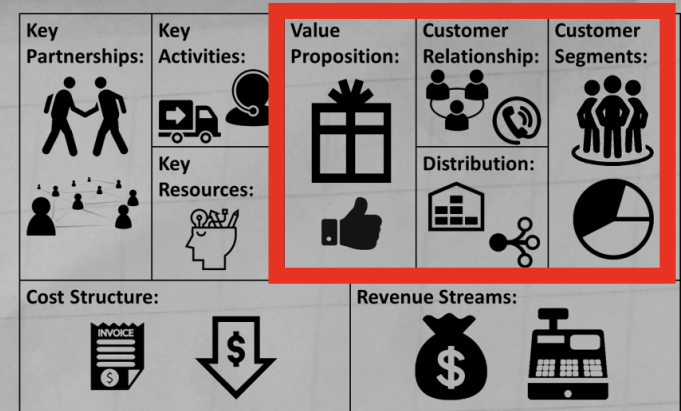 Key
Partnerships:
Key
Activities:
Value
Proposition:
Customer
Relationship:
Customer
Segments:
Key
Resources:
Distribution:
Cost Structure:
INVOICE
$
$
Revenue Streams:
$